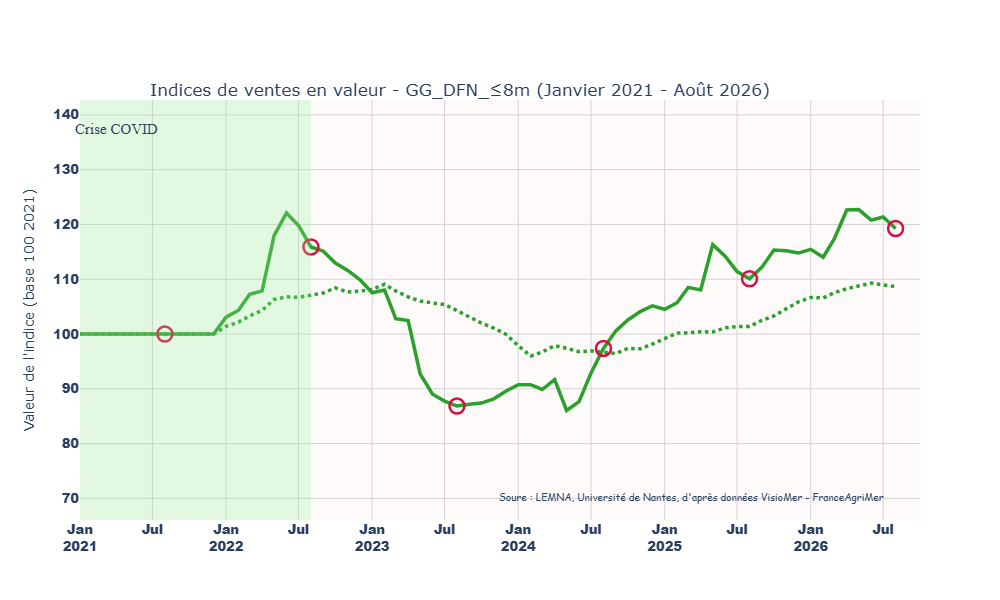 Indices de ventes en valeur - GG_DFN_≤8m (Janvier 2021 - Août 2026)
Crise COVID
Valeur de l'indice (base 100 2021)
140
130
120
110
100
90
80
70
Soure : LEMNA, Université de Nantes, d'après données VisioMer - FranceAgriMer
Jan Jul Jan Jul Jan Jul Jan Jul Jan Jul Jan Jul
2021 2022 2023 2024 2025 2026